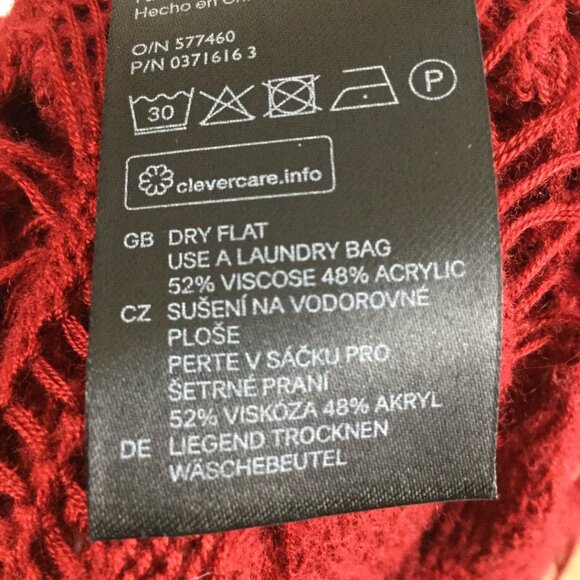 Hecho en
O/N 577460
P/N 0371616 3
30
P
clevercare.info
GB DRY FLAT
USE A LAUNDRY BAG
52% VISCOSE 48% ACRYLIC
CZ SUŠENÍ NA VODOROVNÉ
PLOŠE
PERTE V SÁČKU PRO
ŠETRNÉ PRANÍ
52% VISKÓZA 48% AKRYL
DE LIEGEND TROCKNEN
WÄSCHEBEUTEL